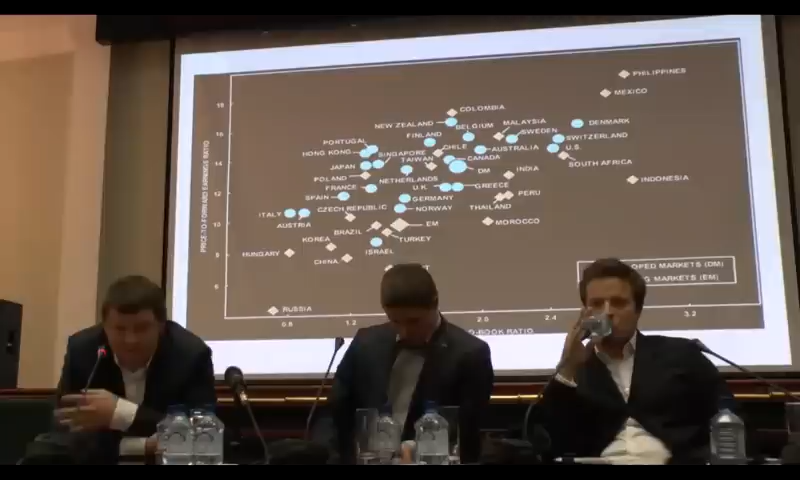 PHILIPPINES
MEXICO
18
COLOMBIA
NEW ZEALAND
MALAYSIA
DENMARK
BELGIUM
16
FINLAND
SWEDEN
SWITZERLAND
PORTUGAL
CHILE
AUSTRALIA
U.S.
HONG KONG
SINGAPORE
TAIWAN
CANADA
SOUTH AFRICA
14
JAPAN
DM
INDIA
POLAND
NETHERLANDS
INDONESIA
FRANCE
U.K
GREECE
12
SPAIN
GERMANY
PERU
CZECH REPUBLIC
NORWAY
THAILAND
ITALY
AUSTRIA
EM
MOROCCO
10
BRAZIL
TURKEY
KOREA
ISRAEL
HUNGARY
CHINA
8
OPED MARKETS (DM)
MARKETS (EM)
6
RUSSIA
0.8
1.2
2.0
2.4
3.2
PRICE-TO FORWARD EARNINGS RATIO
O-BOOK RATIO